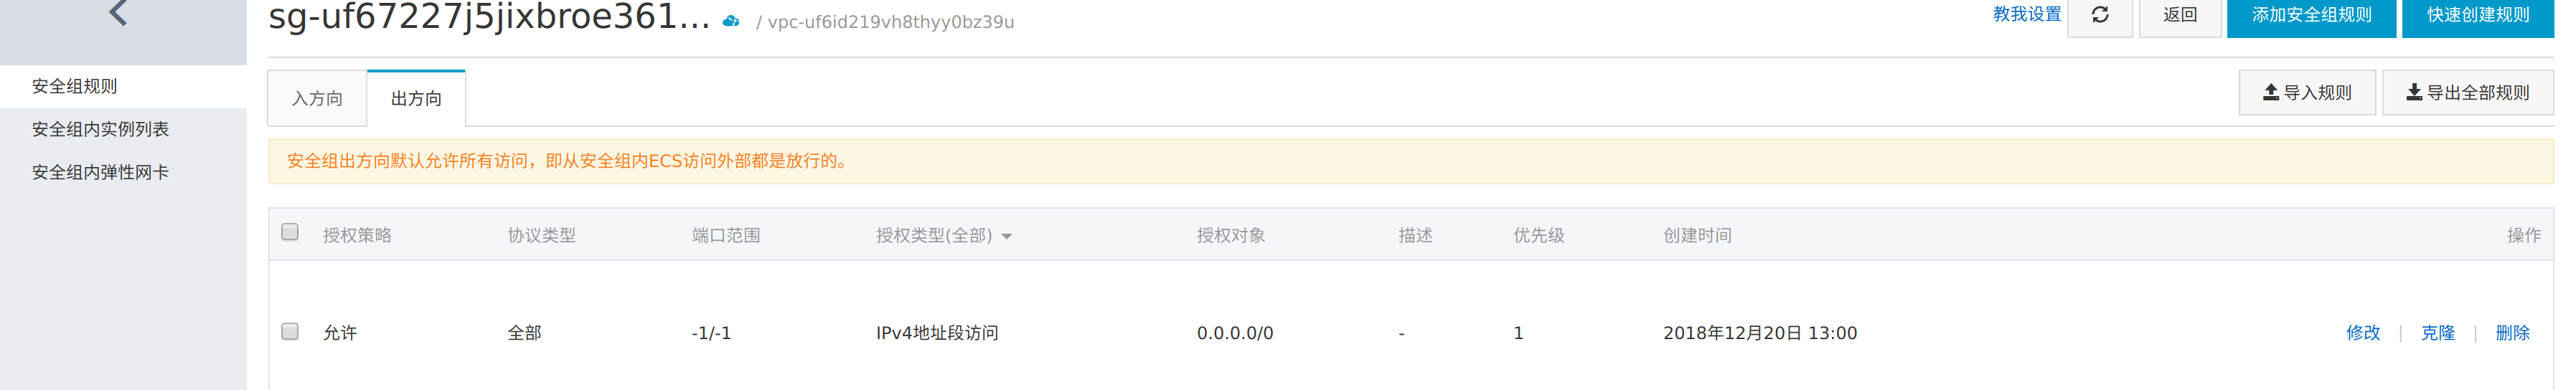 sg-uf67227j5jixbroe361... / vpc-uf6id219vh8thyy0bz39u 教我设置 返回 添加安全组规则 快速创建规则
安全组规则
安全组内实例列表
安全组内弹性网卡
入方向 出方向 导入规则 导出全部规则
安全组出方向默认允许所有访问，即从安全组内ECS访问外部都是放行的。
授权策略 协议类型 端口范围 授权类型(全部) 授权对象 描述 优先级 创建时间 操作
允许 全部 -1/-1 IPv4地址段访问 0.0.0.0/0 - 1 2018年12月20日 13:00 修改 | 克隆 | 删除